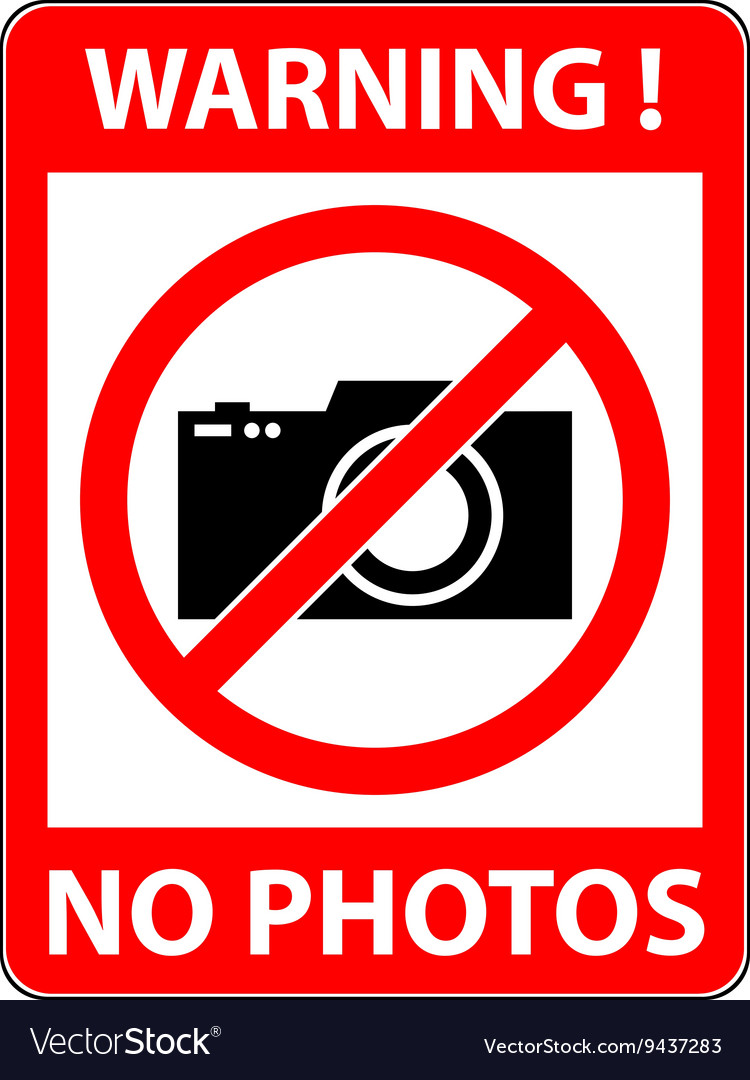 WARNING !
NO PHOTOS
VectorStock®
VectorStock.com/9437283